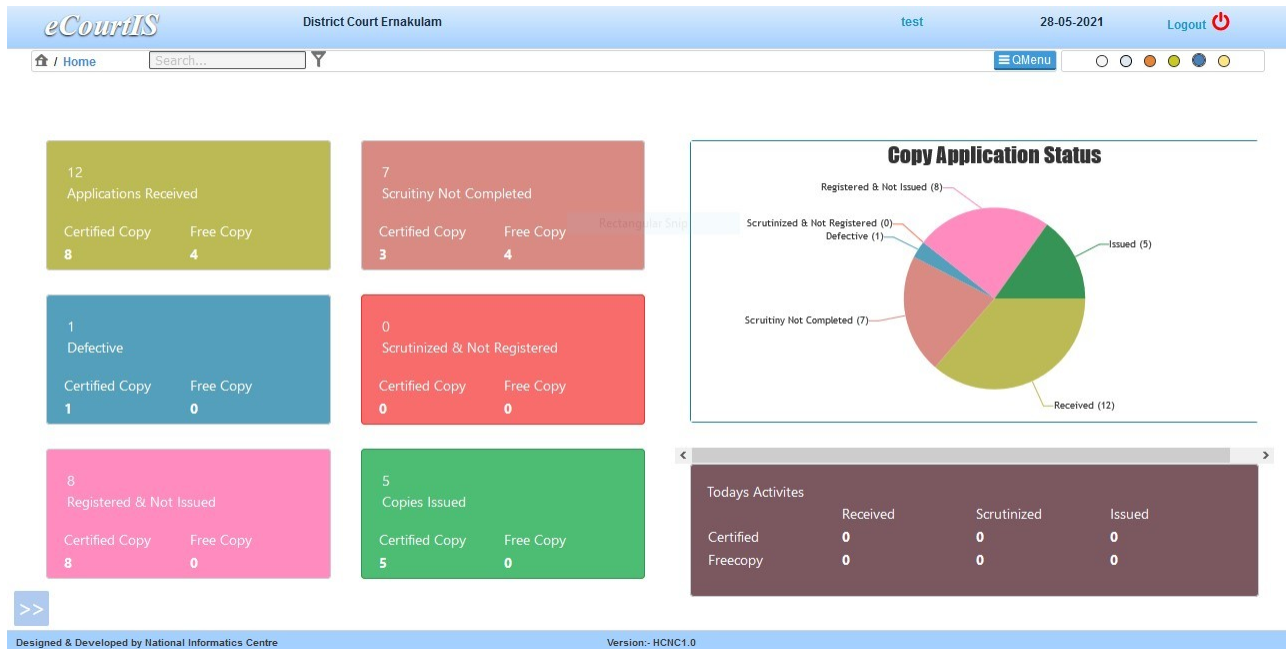 eCourtIS District Court Ernakulam test 28-05-2021 Logout
/ Home Search... QMenu
12
Applications Received
Certified Copy Free Copy
8 4
7
Scrutiny Not Completed
Certified Copy Free Copy
3 4
Rectangular Snip
1
Defective
Certified Copy Free Copy
1 0
0
Scrutinized & Not Registered
Certified Copy Free Copy
0 0
8
Registered & Not Issued
Certified Copy Free Copy
8 0
5
Copies Issued
Certified Copy Free Copy
5 0
Copy Application Status
Registered & Not Issued (8)
Scrutinized & Not Registered (0)
Defective (1)
Issued (5)
Scrutiny Not Completed (7)
Received (12)
Todays Activites
Received Scrutinized Issued
Certified 0 0 0
Freecopy 0 0 0
>>
Designed & Developed by National Informatics Centre Version:- HCNC1.0